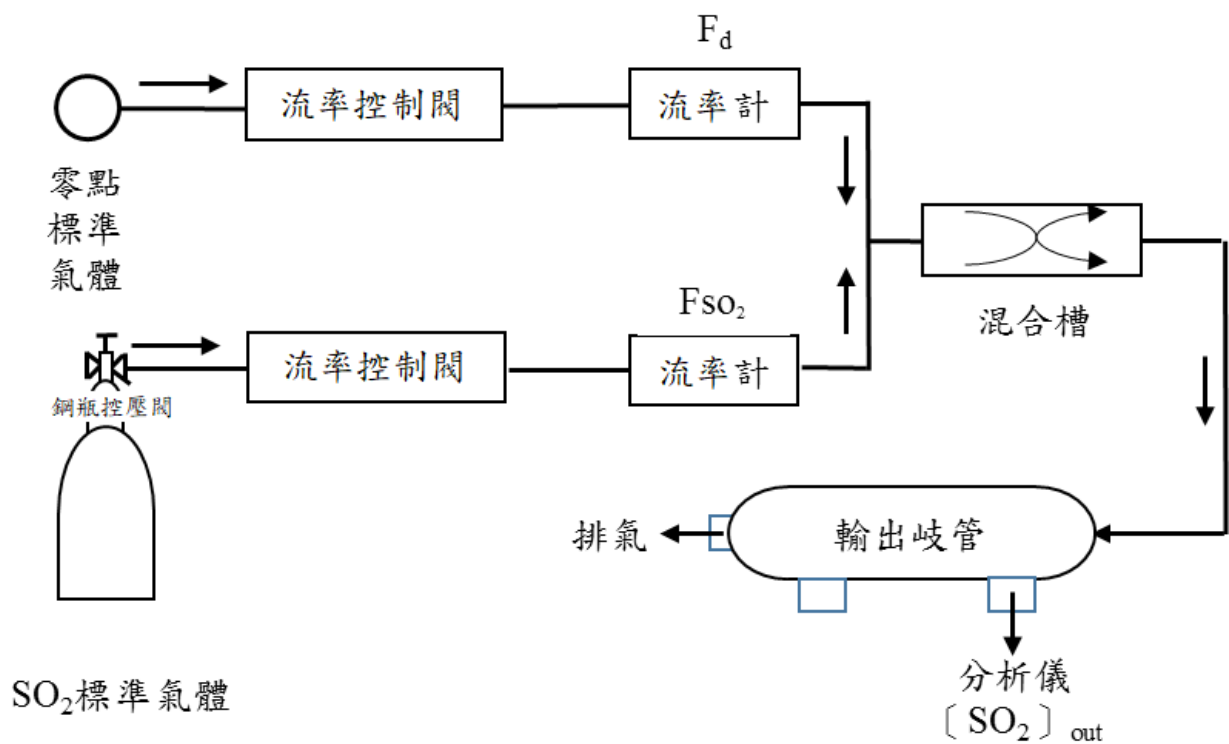 F_d
流率控制閥
流率計
零點
標準
氣體
Fso₂
混合槽
流率控制閥
流率計
鋼瓶控壓閥
排氣
輸出歧管
SO₂標準氣體
分析儀
〔SO₂〕out